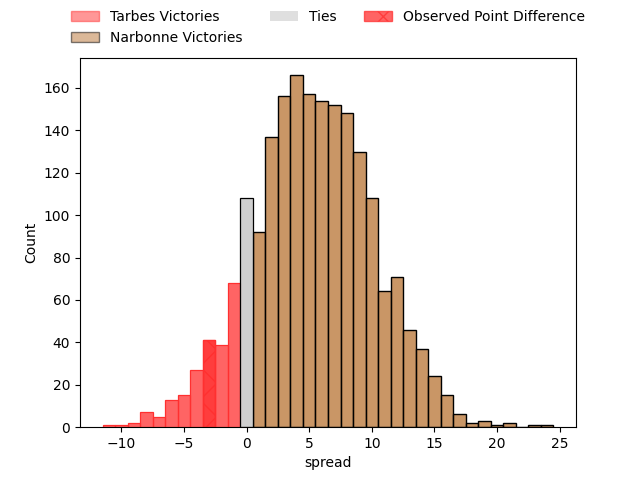 Tarbes Victories
Ties
Observed Point Difference
Narbonne Victories
160
140
120
100
80
60
40
20
0
Count
−10
−5
0
5
10
15
20
25
spread